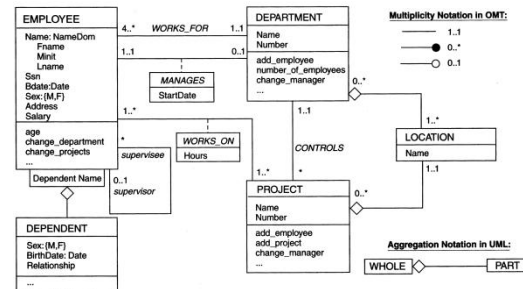 EMPLOYEE
Name: NameDom
Fname
Minit
Lname
Ssn
Bdate:Date
Sex:{M,F}
Address
Salary
age
change_department
change_projects
...
Dependent Name
DEPENDENT
Sex:{M,F}
BirthDate: Date
Relationship
...
4..*
WORKS_FOR
1..1
1..1
0..1
MANAGES
StartDate
1..*
WORKS_ON
Hours
*
supervisee
0..1
supervisor
DEPARTMENT
Name
Number
add_employee
number_of_employees
change_manager
...
0..*
1..1
CONTROLS
1..*
*
PROJECT
Name
Number
add_employee
add_project
change_manager
...
0..*
1..*
LOCATION
Name
1..1
Multiplicity Notation in OMT:
1..1
0..*
0..1
Aggregation Notation in UML:
WHOLE
PART